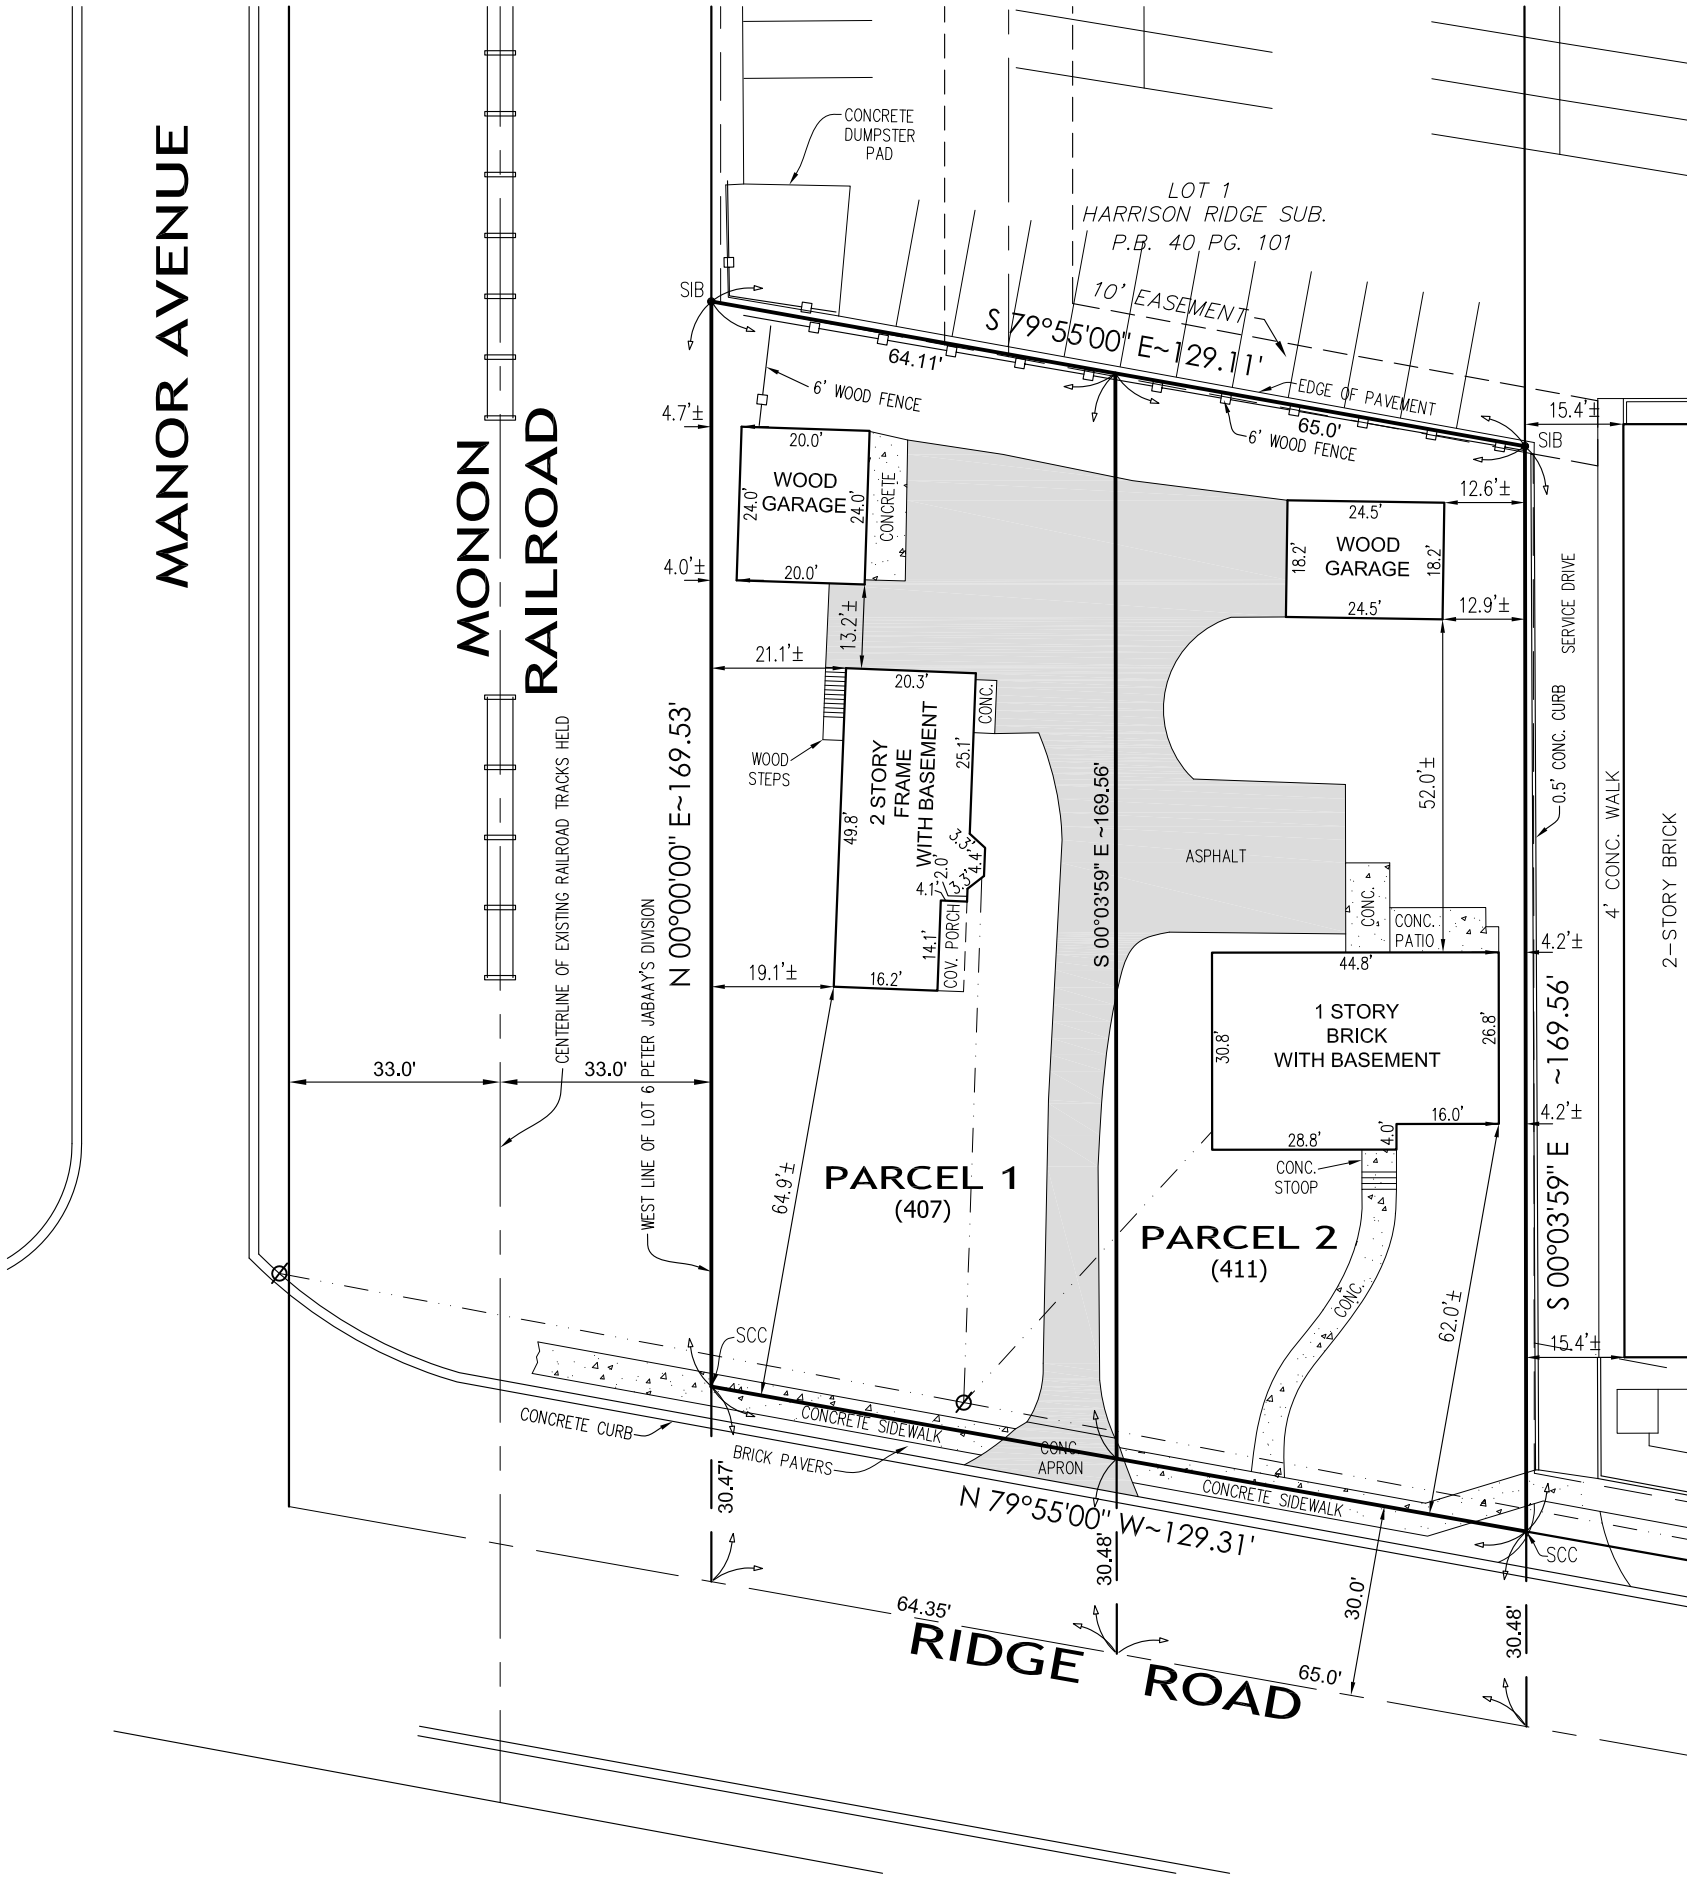 MANOR AVENUE
MONON
RAILROAD
CONCRETE
DUMPSTER
PAD
LOT 1
HARRISON RIDGE SUB.
P.B. 40 PG. 101
10' EASEMENT
SIB
S 79°55'00" E~129.11'
64.11'
6' WOOD FENCE
EDGE OF PAVEMENT
65.0'
6' WOOD FENCE
15.4'±
SIB
4.7'±
20.0'
WOOD
GARAGE
24.0'
24.0'
CONCRETE
20.0'
4.0'±
12.6'±
24.5'
WOOD
GARAGE
18.2'
18.2'
24.5'
12.9'±
13.2'±
21.1'±
20.3'
CONC.
2 STORY
FRAME
WITH BASEMENT
25.1'
WOOD
STEPS
49.8'
3.3'
4.4'
2.0'
3.3'
4.1'
14.1'
COV. PORCH
16.2'
19.1'±
N 00°00'00" E~169.53'
CENTERLINE OF EXISTING RAILROAD TRACKS HELD
WEST LINE OF LOT 6 PETER JABAAY'S DIVISION
33.0'
33.0'
S 00°03'59" E ~169.56'
52.0'±
ASPHALT
CONC.
CONC.
PATIO
4.2'±
44.8'
1 STORY
BRICK
WITH BASEMENT
30.8'
26.8'
16.0'
4.0'
28.8'
4.2'±
CONC.
STOOP
CONC.
SERVICE DRIVE
0.5' CONC. CURB
4' CONC. WALK
2-STORY BRICK
S 00°03'59" E ~169.56'
PARCEL 1
(407)
PARCEL 2
(411)
64.9'±
62.0'±
15.4'±
SCC
CONCRETE SIDEWALK
CONCRETE CURB
BRICK PAVERS
CONC.
APRON
CONCRETE SIDEWALK
N 79°55'00" W~129.31'
SCC
30.47'
30.48'
30.0'
30.48'
64.35'
65.0'
RIDGE ROAD